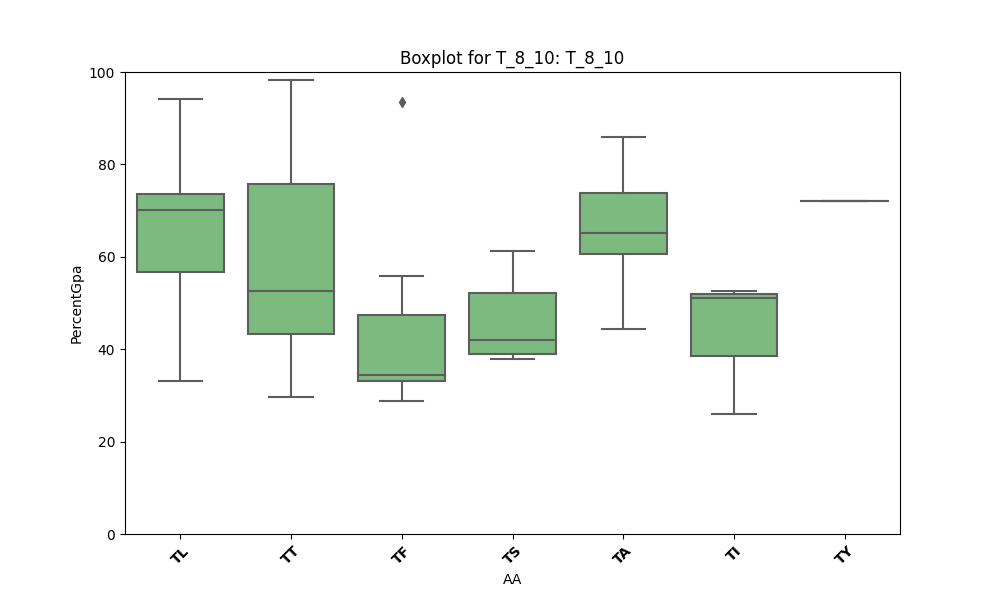 Boxplot for T_8_10: T_8_10
100
80
60
40
20
0
PercentGpa
TL
TT
TF
TS
TA
TI
TY
AA